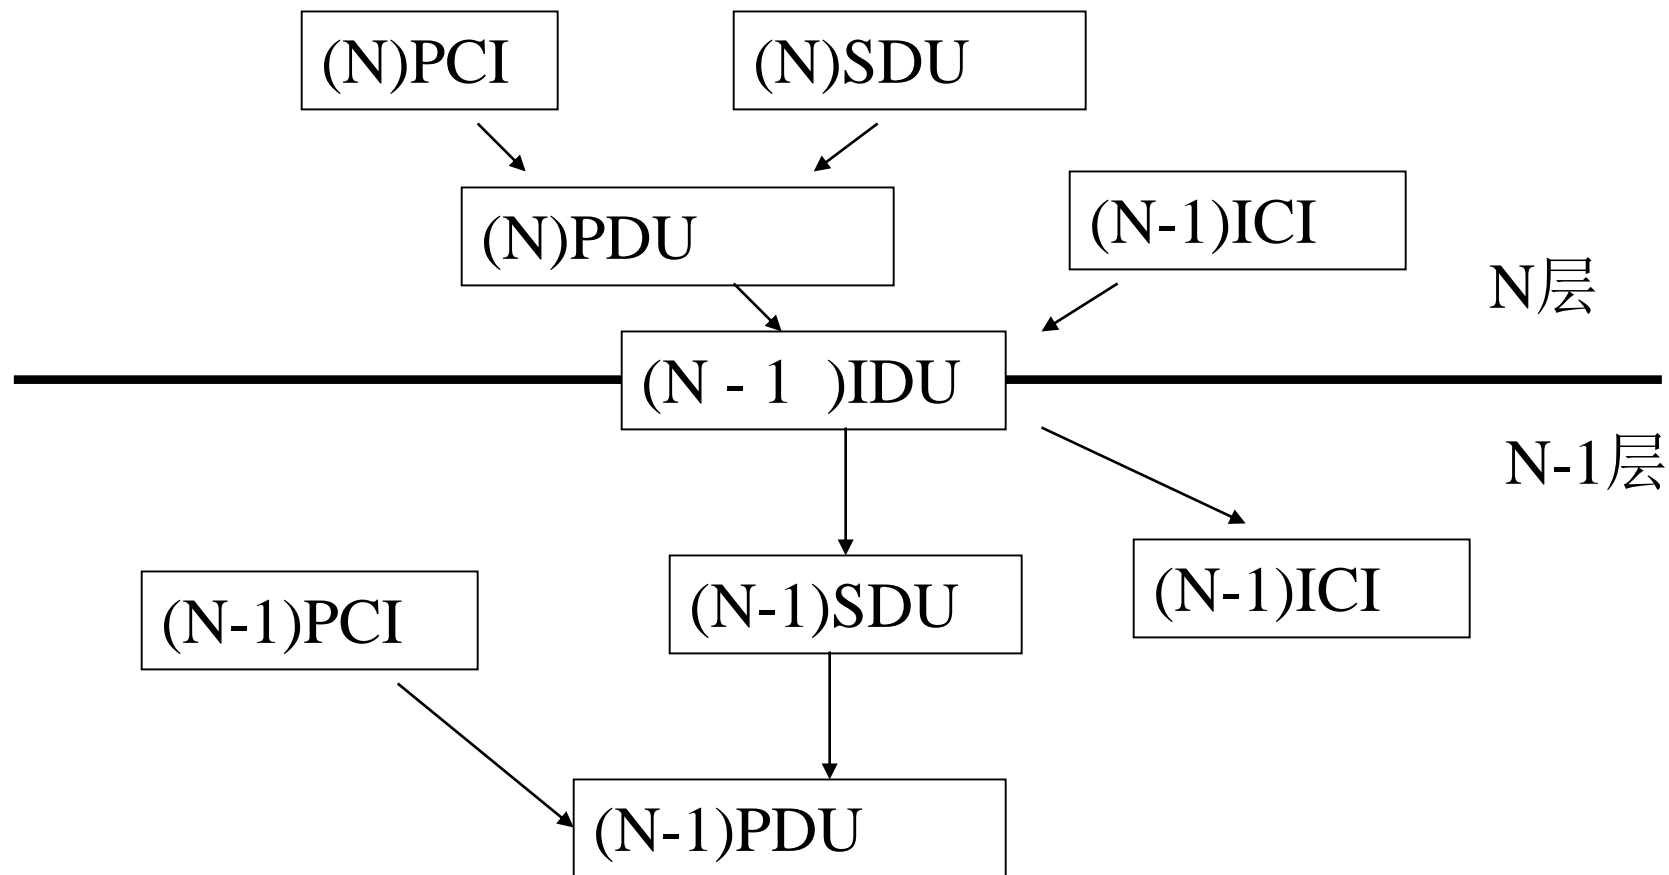 (N)PCI
(N)SDU
(N)PDU
(N-1)ICI
N层
(N - 1 )IDU
N-1层
(N-1)SDU
(N-1)ICI
(N-1)PCI
(N-1)PDU